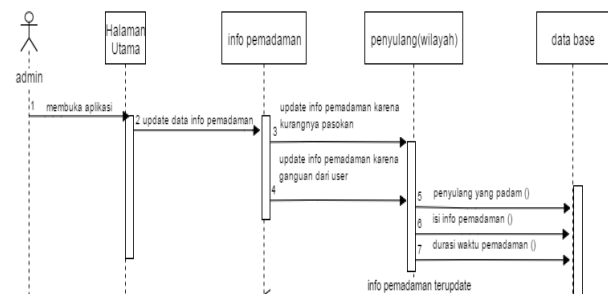 Halaman
Utama
info pemadaman
penyulang(wilayah)
data base
admin
1 membuka aplikasi
2 update data info pemadaman
update info pemadaman karena
kurangnya pasokan
3
update info pemadaman karena
ganguan dari user
4
5 penyulang yang padam ()
6 isi info pemadaman ()
7 durasi waktu pemadaman ()
info pemadaman terupdate